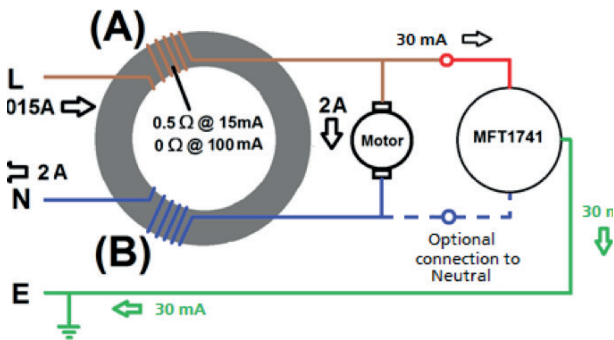 (A)
30 mA
L
015A
0.5 Ω @ 15mA
0 Ω @ 100 mA
2A
Motor
MFT1741
2 A
N
30 m
(B)
Optional
connection to
Neutral
E
30 mA